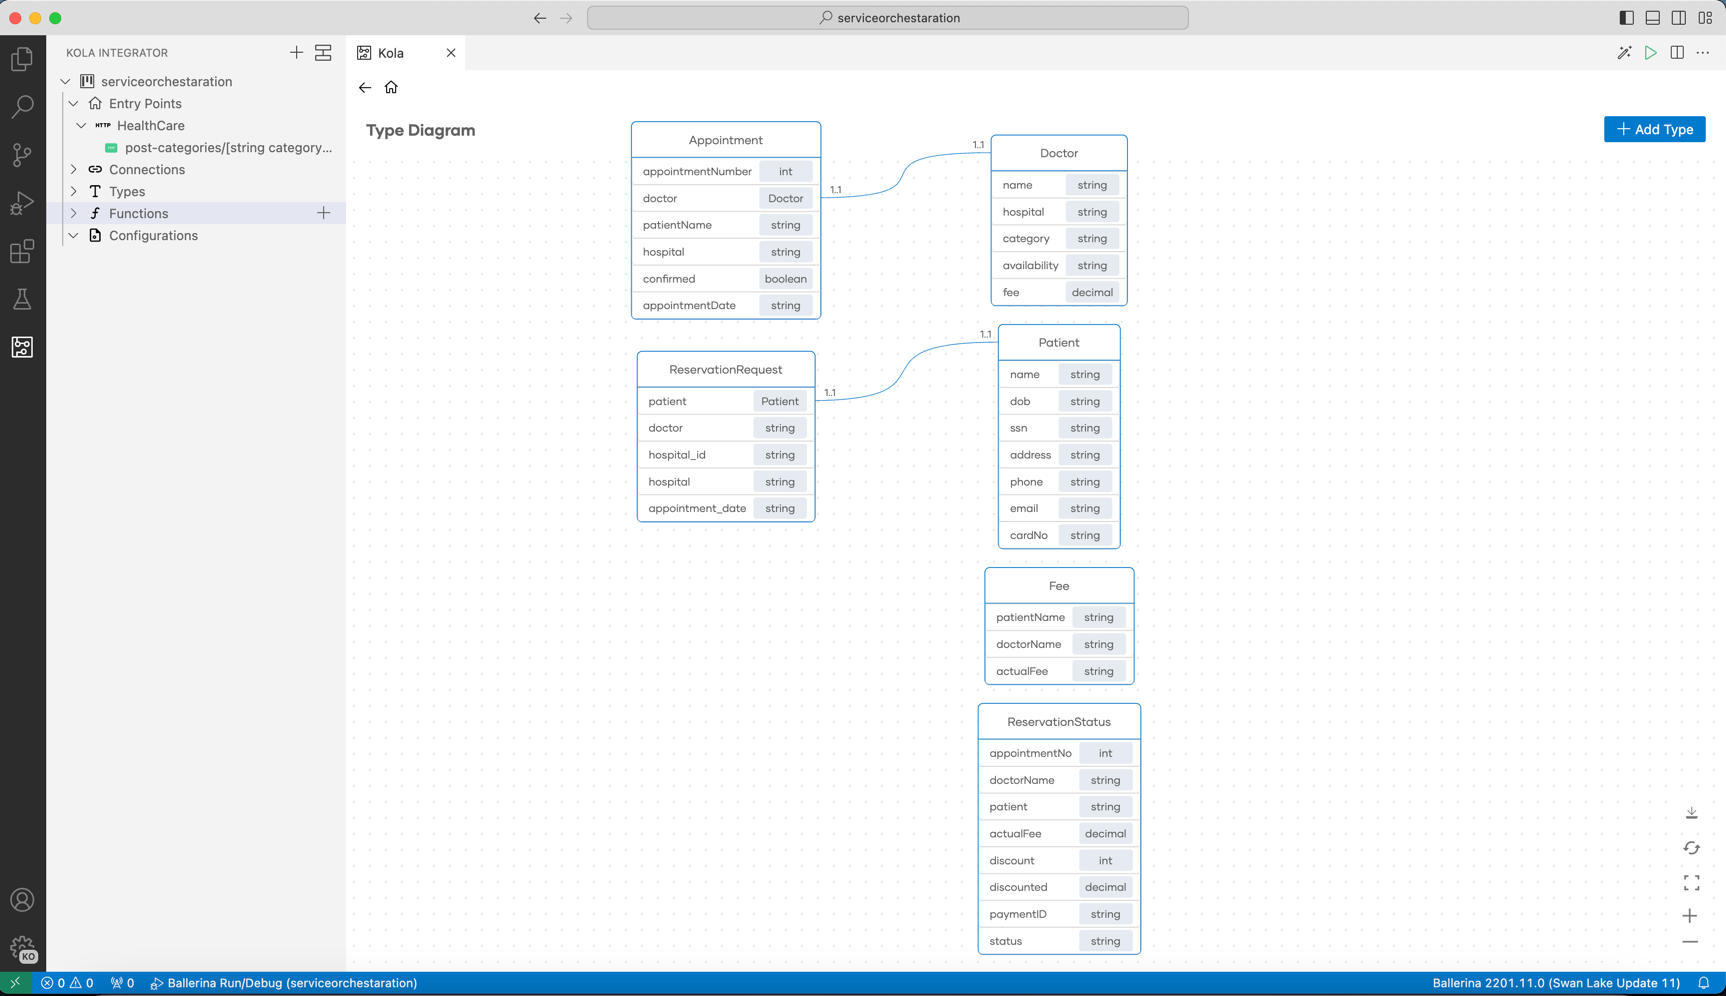 serviceorchestaration
KOLA INTEGRATOR
Kola
serviceorchestaration
Entry Points
HTTP HealthCare
post-categories/[string category...
Connections
Types
Functions
Configurations
Type Diagram
Add Type
Appointment
appointmentNumber int
doctor Doctor
patientName string
hospital string
confirmed boolean
appointmentDate string
1..1
1..1
Doctor
name string
hospital string
category string
availability string
fee decimal
ReservationRequest
patient Patient
doctor string
hospital_id string
hospital string
appointment_date string
1..1
1..1
Patient
name string
dob string
ssn string
address string
phone string
email string
cardNo string
Fee
patientName string
doctorName string
actualFee string
ReservationStatus
appointmentNo int
doctorName string
patient string
actualFee decimal
discount int
discounted decimal
paymentID string
status string
KO
0 0 0 Ballerina Run/Debug (serviceorchestaration)
Ballerina 2201.11.0 (Swan Lake Update 11)